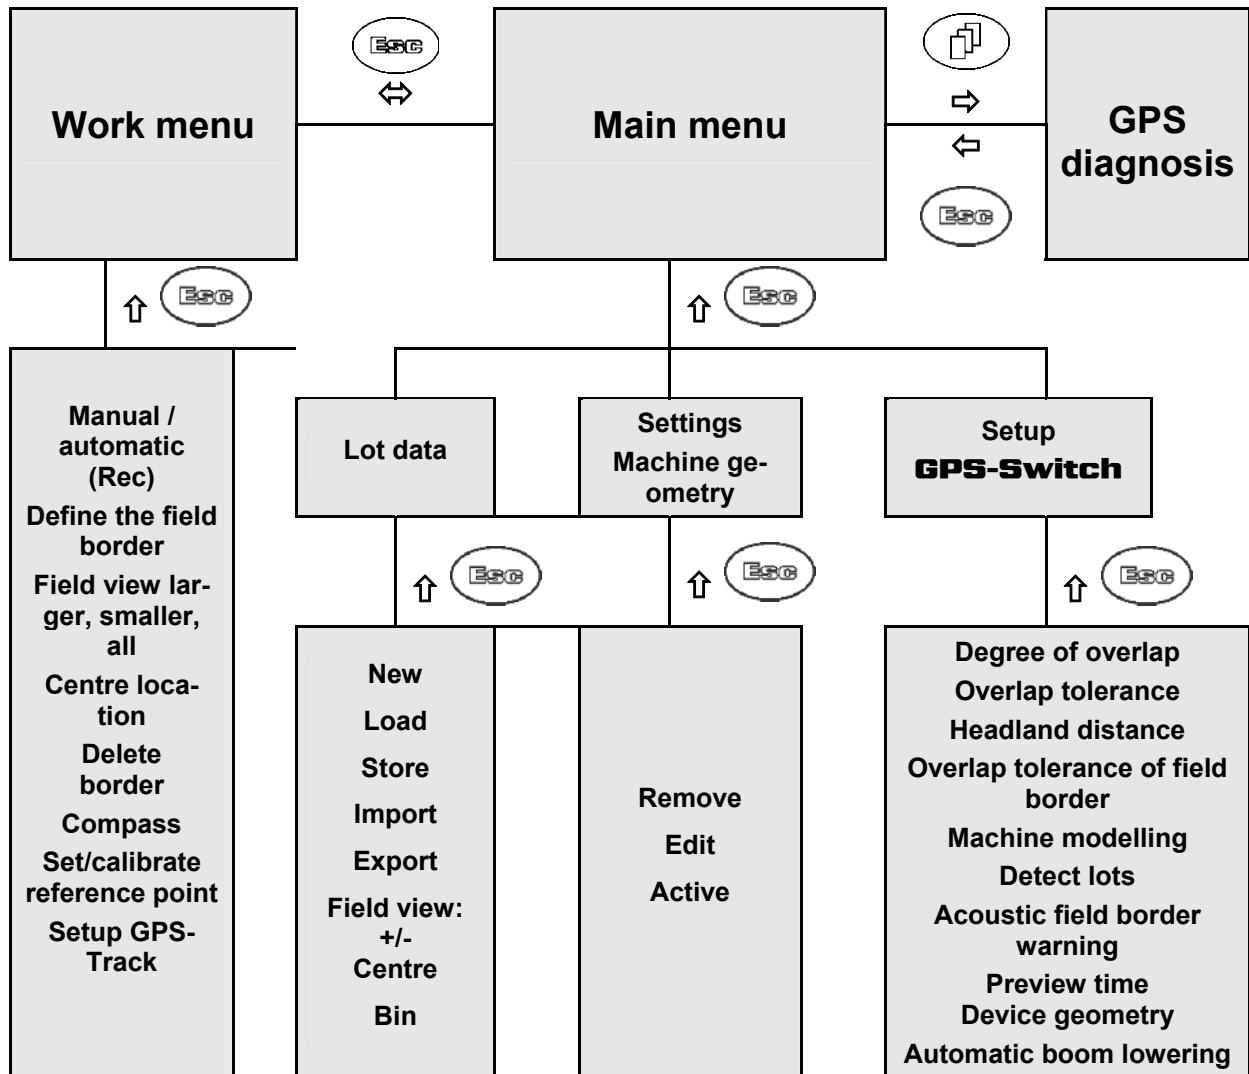 Work menu
Esc
Main menu
GPS
diagnosis
Esc
Esc
Esc
Manual /
automatic
(Rec)
Define the field
border
Field view lar-
ger, smaller,
all
Centre loca-
tion
Delete
border
Compass
Set/calibrate
reference point
Setup GPS-
Track
Lot data
Settings
Machine ge-
ometry
Setup
GPS-Switch
Esc
Esc
Esc
New
Load
Store
Import
Export
Field view:
+/-
Centre
Bin
Remove
Edit
Active
Degree of overlap
Overlap tolerance
Headland distance
Overlap tolerance of field
border
Machine modelling
Detect lots
Acoustic field border
warning
Preview time
Device geometry
Automatic boom lowering